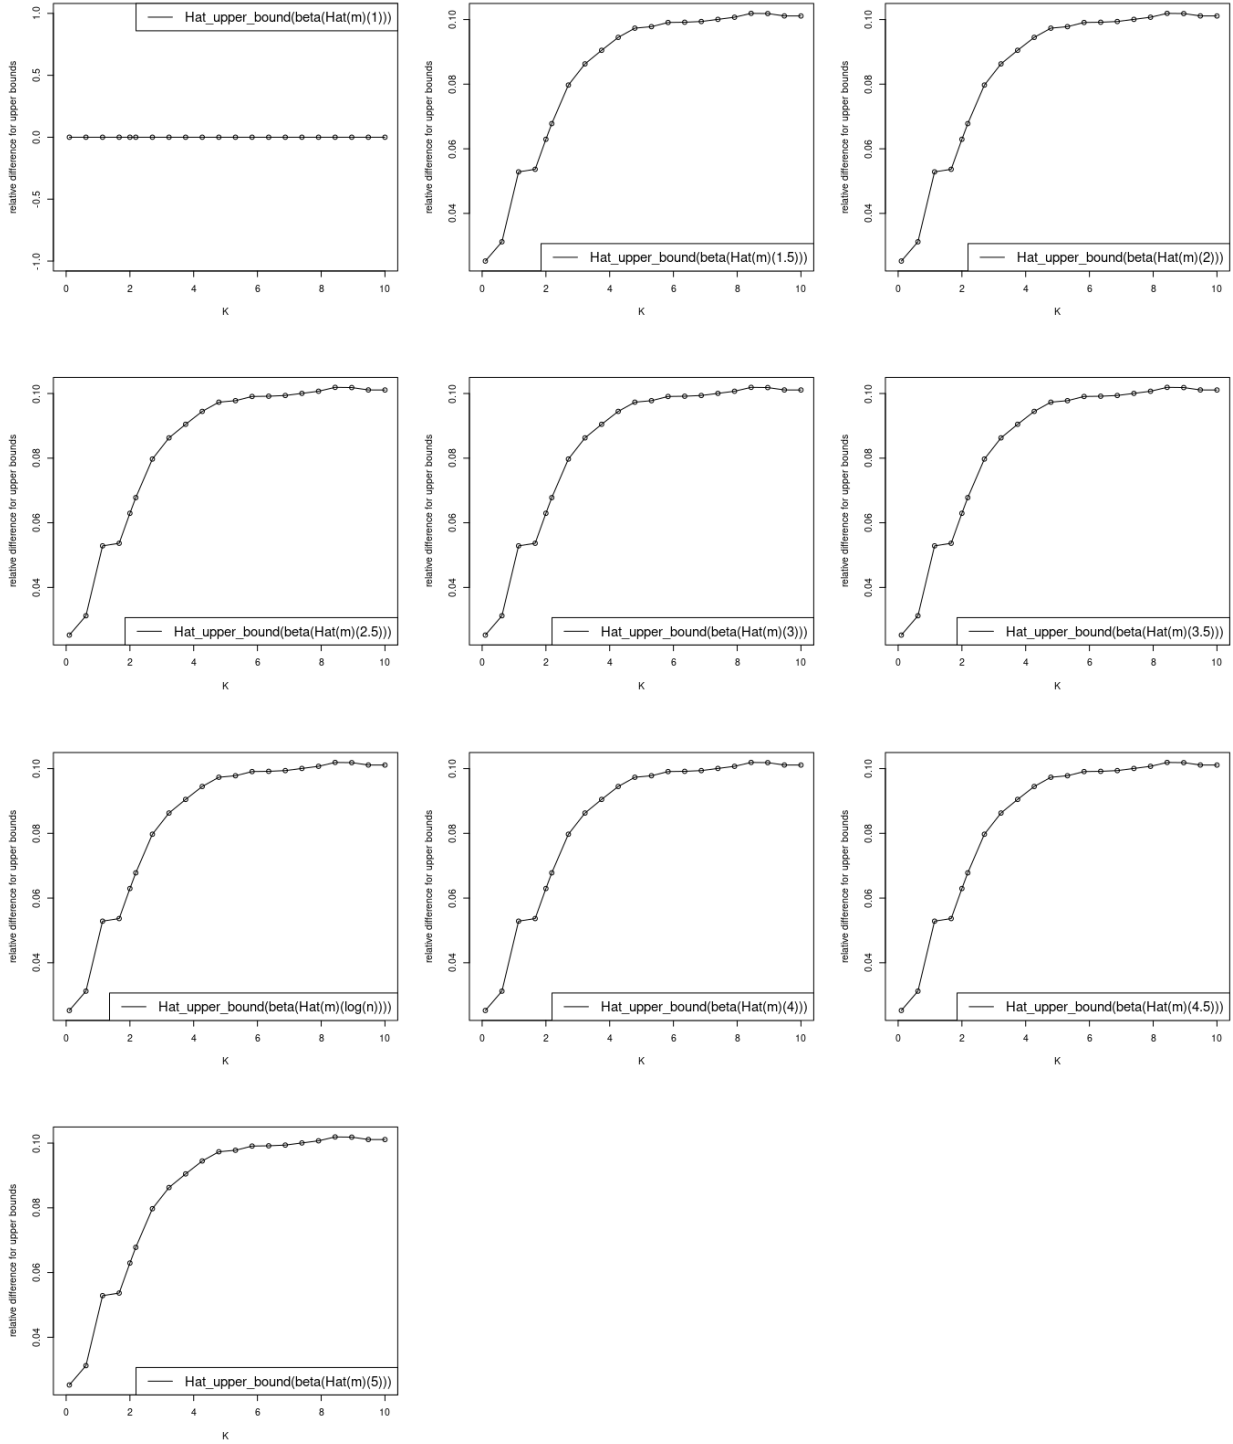 Hat_upper_bound(beta(Hat(m)(1)))
relative difference for upper bounds
-1.0 -0.5 0.0 0.5 1.0
0 2 4 6 8 10
K
Hat_upper_bound(beta(Hat(m)(1.5)))
relative difference for upper bounds
0.04 0.06 0.08 0.10
0 2 4 6 8 10
K
Hat_upper_bound(beta(Hat(m)(2)))
relative difference for upper bounds
0.04 0.06 0.08 0.10
0 2 4 6 8 10
K
Hat_upper_bound(beta(Hat(m)(2.5)))
relative difference for upper bounds
0.04 0.06 0.08 0.10
0 2 4 6 8 10
K
Hat_upper_bound(beta(Hat(m)(3)))
relative difference for upper bounds
0.04 0.06 0.08 0.10
0 2 4 6 8 10
K
Hat_upper_bound(beta(Hat(m)(3.5)))
relative difference for upper bounds
0.04 0.06 0.08 0.10
0 2 4 6 8 10
K
Hat_upper_bound(beta(Hat(m)(log(n))))
relative difference for upper bounds
0.04 0.06 0.08 0.10
0 2 4 6 8 10
K
Hat_upper_bound(beta(Hat(m)(4)))
relative difference for upper bounds
0.04 0.06 0.08 0.10
0 2 4 6 8 10
K
Hat_upper_bound(beta(Hat(m)(4.5)))
relative difference for upper bounds
0.04 0.06 0.08 0.10
0 2 4 6 8 10
K
Hat_upper_bound(beta(Hat(m)(5)))
relative difference for upper bounds
0.04 0.06 0.08 0.10
0 2 4 6 8 10
K